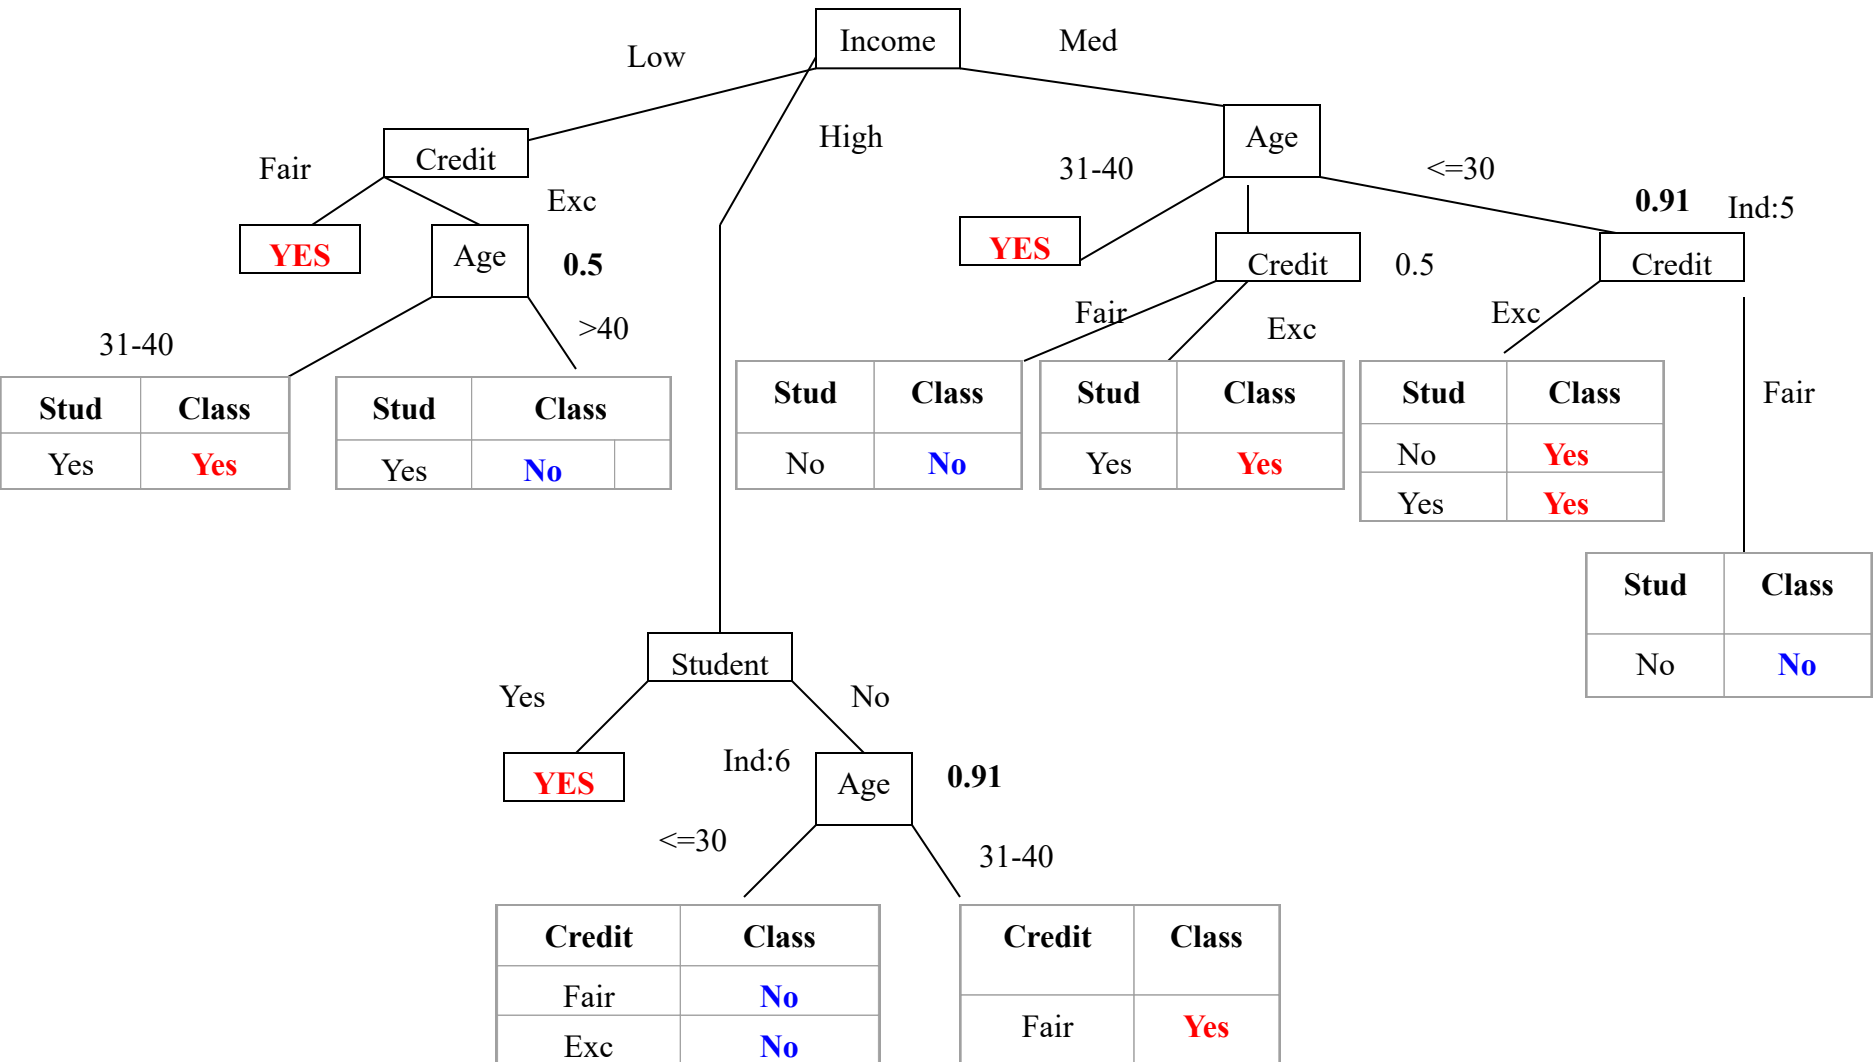 Income
Low
Med
High
Credit
Age
Fair
Exc
31-40
<=30
0.91
Ind:5
YES
Age
0.5
YES
Credit
0.5
Credit
31-40
>40
Fair
Exc
Exc
Fair
Stud Class
Yes Yes
Stud Class
Yes No
Stud Class
No No
Stud Class
Yes Yes
Stud Class
No Yes
Yes Yes
Stud Class
No No
Student
Yes
No
YES
Ind:6
Age
0.91
<=30
31-40
Credit Class
Fair No
Exc No
Credit Class
Fair Yes